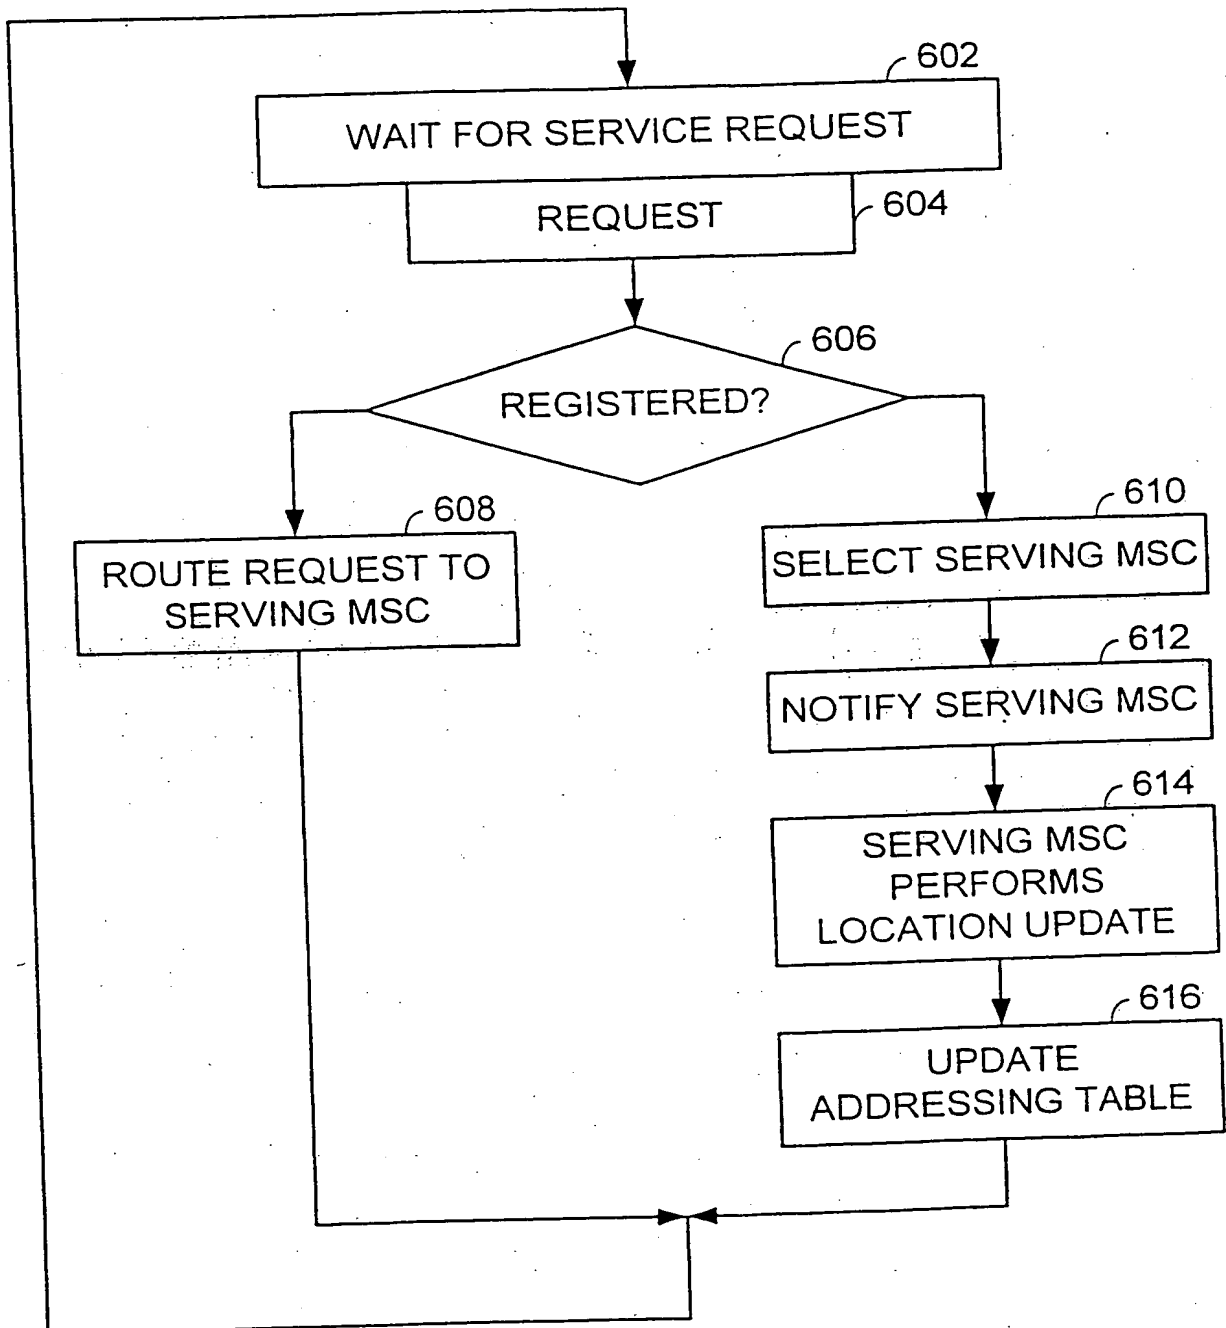 602
WAIT FOR SERVICE REQUEST
REQUEST
604
606
REGISTERED?
608
ROUTE REQUEST TO
SERVING MSC
610
SELECT SERVING MSC
612
NOTIFY SERVING MSC
614
SERVING MSC
PERFORMS
LOCATION UPDATE
616
UPDATE
ADDRESSING TABLE